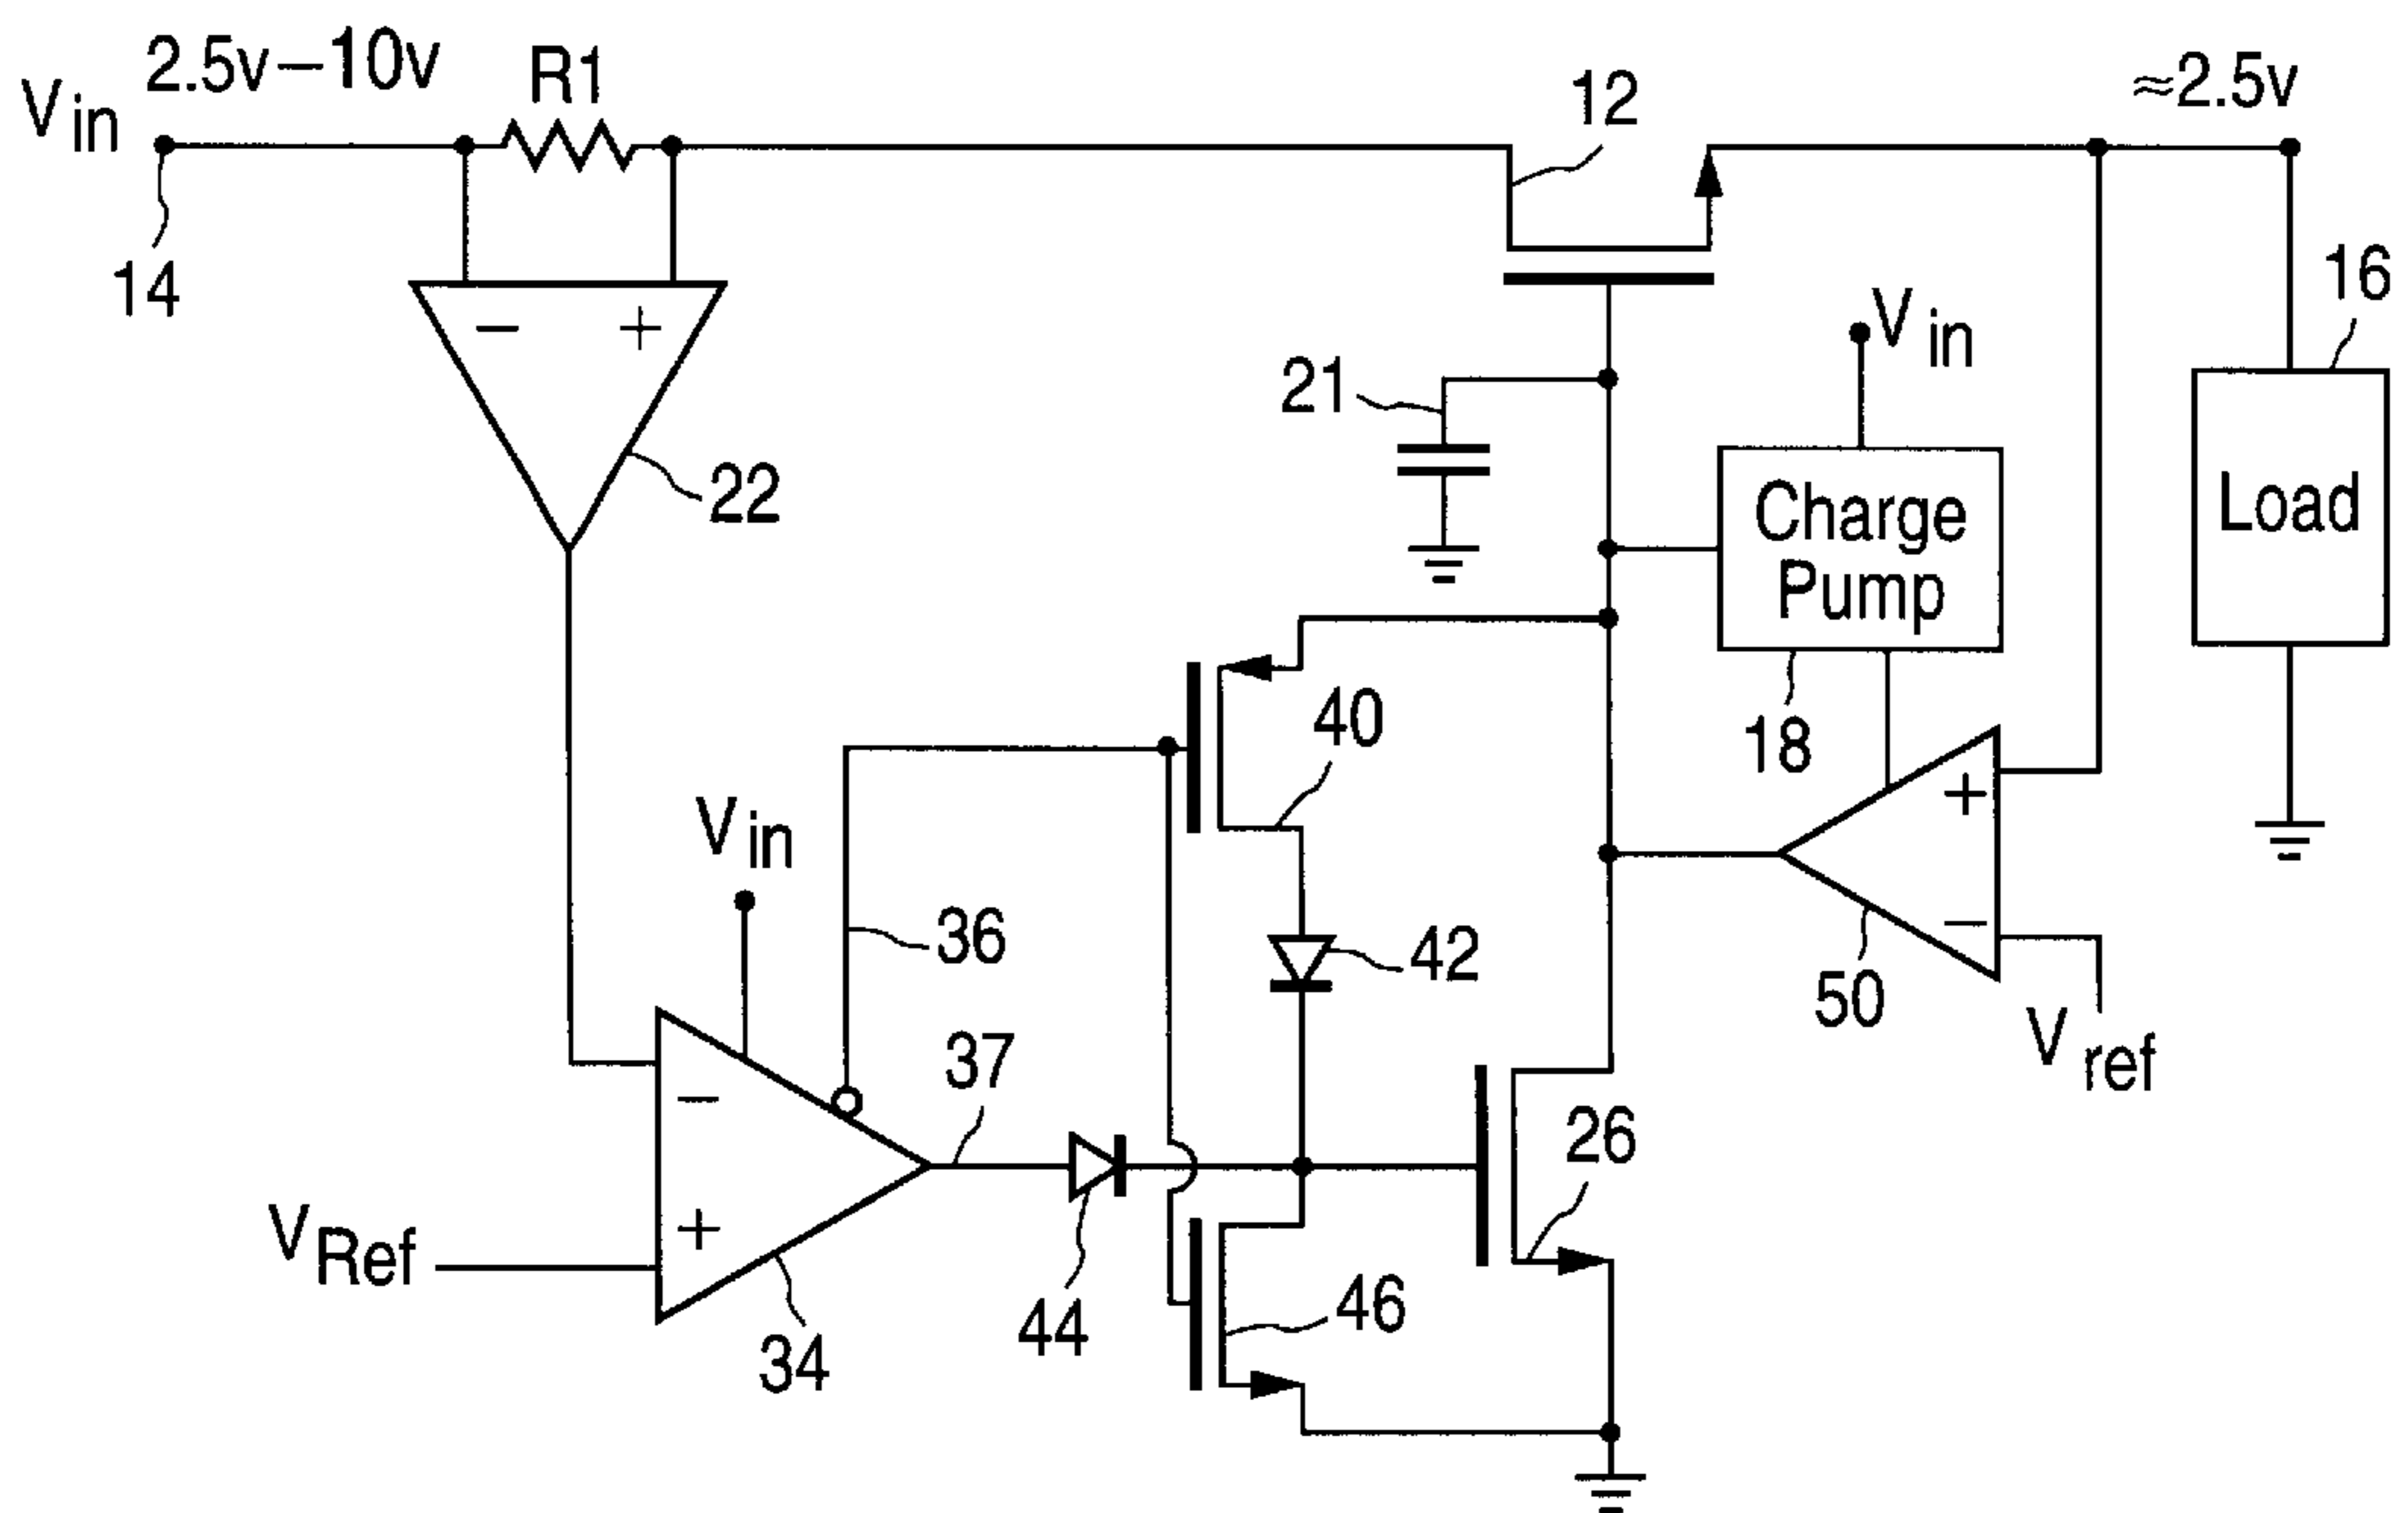 2.5v–10v
R1
Vin
12
≈2.5v
14
− +
22
21
Vin
16
Charge
Pump
Load
18
40
Vin
36
42
+
−
50
Vref
37
−
+
VRef
34
44
46
26